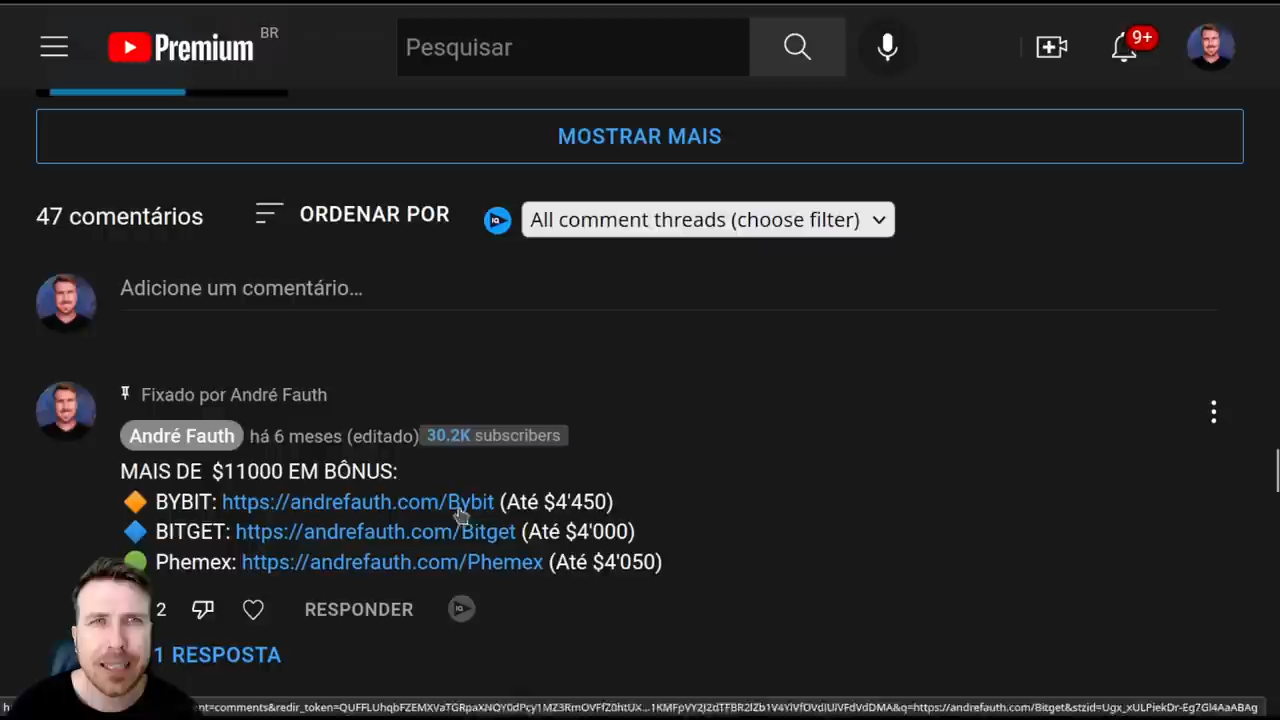 Premium BR
Pesquisar
9+
MOSTRAR MAIS
47 comentários
ORDENAR POR
All comment threads (choose filter)
Adicione um comentário...
Fixado por André Fauth
André Fauth há 6 meses (editado) 30.2K subscribers
MAIS DE $11000 EM BÔNUS:
BYBIT: https://andrefauth.com/Bybit (Até $4'450)
BITGET: https://andrefauth.com/Bitget (Até $4'000)
Phemex: https://andrefauth.com/Phemex (Até $4'050)
2
RESPONDER
1 RESPOSTA